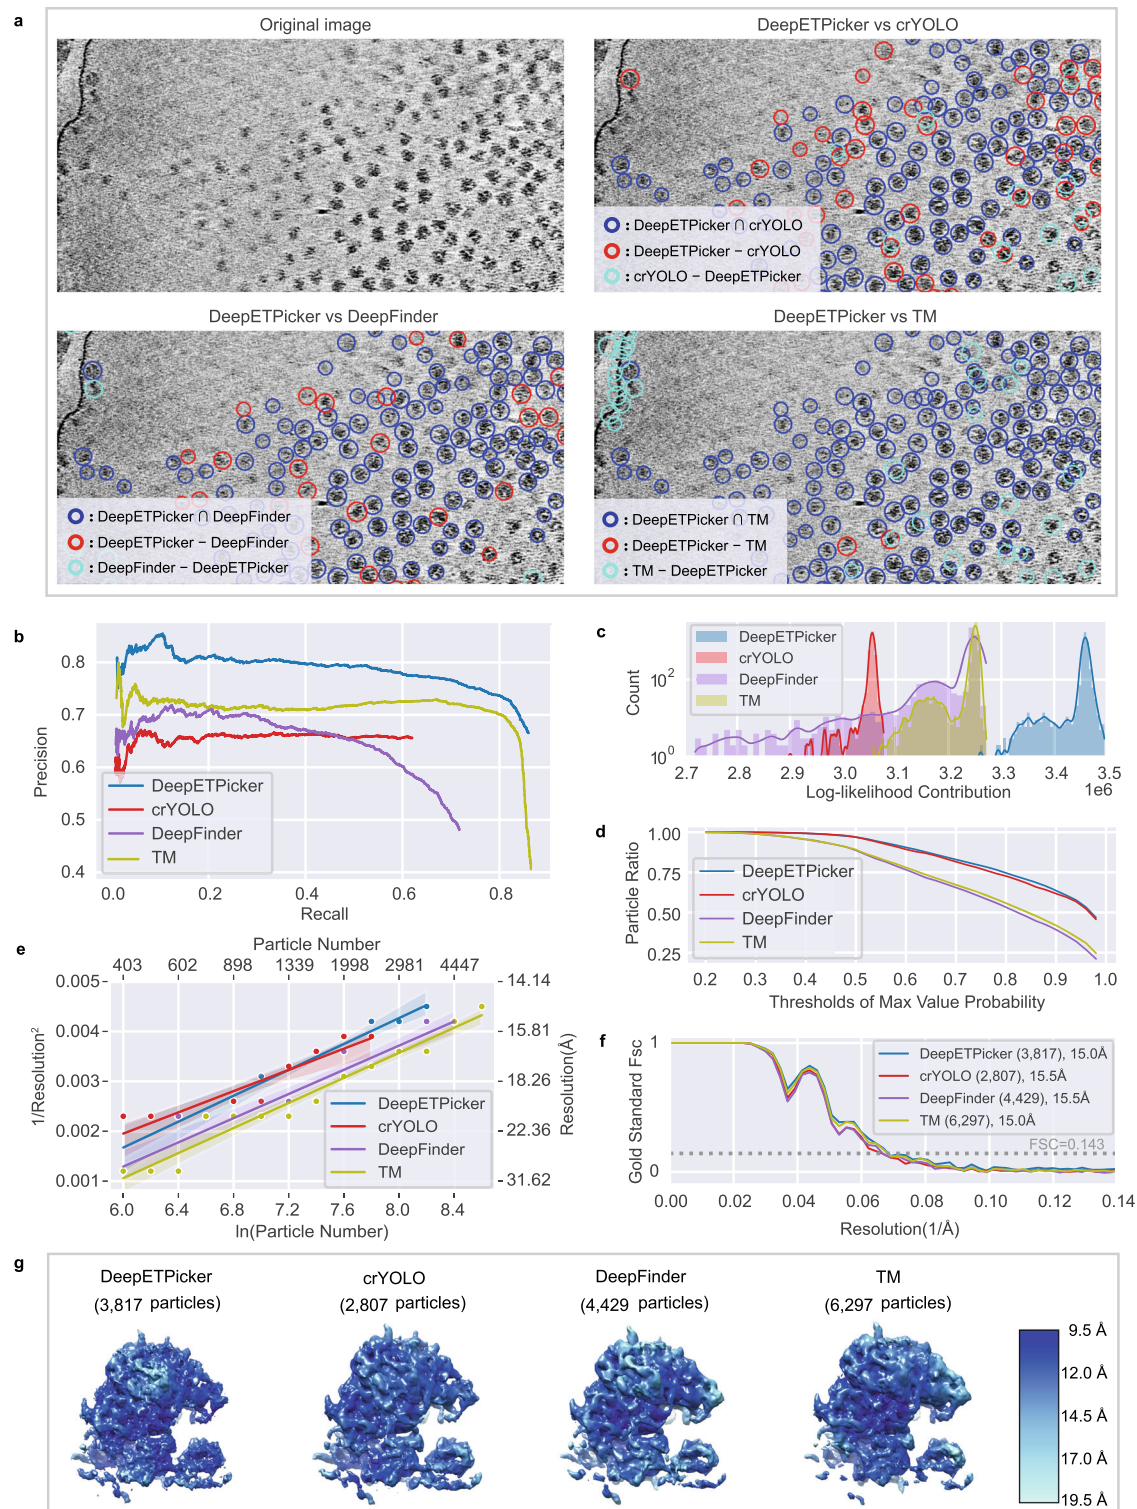 a
Original image
DeepETPicker vs crYOLO
DeepETPicker ∩ crYOLO
DeepETPicker – crYOLO
crYOLO – DeepETPicker
DeepETPicker vs DeepFinder
DeepETPicker vs TM
: DeepETPicker ∩ DeepFinder
: DeepETPicker – DeepFinder
: DeepFinder – DeepETPicker
: DeepETPicker ∩ TM
: DeepETPicker – TM
: TM – DeepETPicker
b
Precision
0.8
0.7
0.6
0.5
0.4
DeepETPicker
crYOLO
DeepFinder
TM
0.0 0.2 0.4 0.6 0.8
Recall
c
Count
10²
10⁰
DeepETPicker
crYOLO
DeepFinder
TM
2.7 2.8 2.9 3.0 3.1 3.2 3.3 3.4 3.5
Log-likelihood Contribution
1e6
d
Particle Ratio
1.00
0.75
0.50
0.25
DeepETPicker
crYOLO
DeepFinder
TM
0.2 0.3 0.4 0.5 0.6 0.7 0.8 0.9 1.0
Thresholds of Max Value Probability
e
Particle Number
403 602 898 1339 1998 2981 4447
1/Resolution²
0.005
0.004
0.003
0.002
0.001
14.14
15.81
18.26
22.36
31.62
Resolution(Å)
DeepETPicker
crYOLO
DeepFinder
TM
6.0 6.4 6.8 7.2 7.6 8.0 8.4
ln(Particle Number)
f
Gold Standard Fsc
1
0
DeepETPicker (3,817), 15.0Å
crYOLO (2,807), 15.5Å
DeepFinder (4,429), 15.5Å
TM (6,297), 15.0Å
FSC=0.143
0.00 0.02 0.04 0.06 0.08 0.10 0.12 0.14
Resolution(1/Å)
g
DeepETPicker
(3,817 particles)
crYOLO
(2,807 particles)
DeepFinder
(4,429 particles)
TM
(6,297 particles)
9.5 Å
12.0 Å
14.5 Å
17.0 Å
19.5 Å